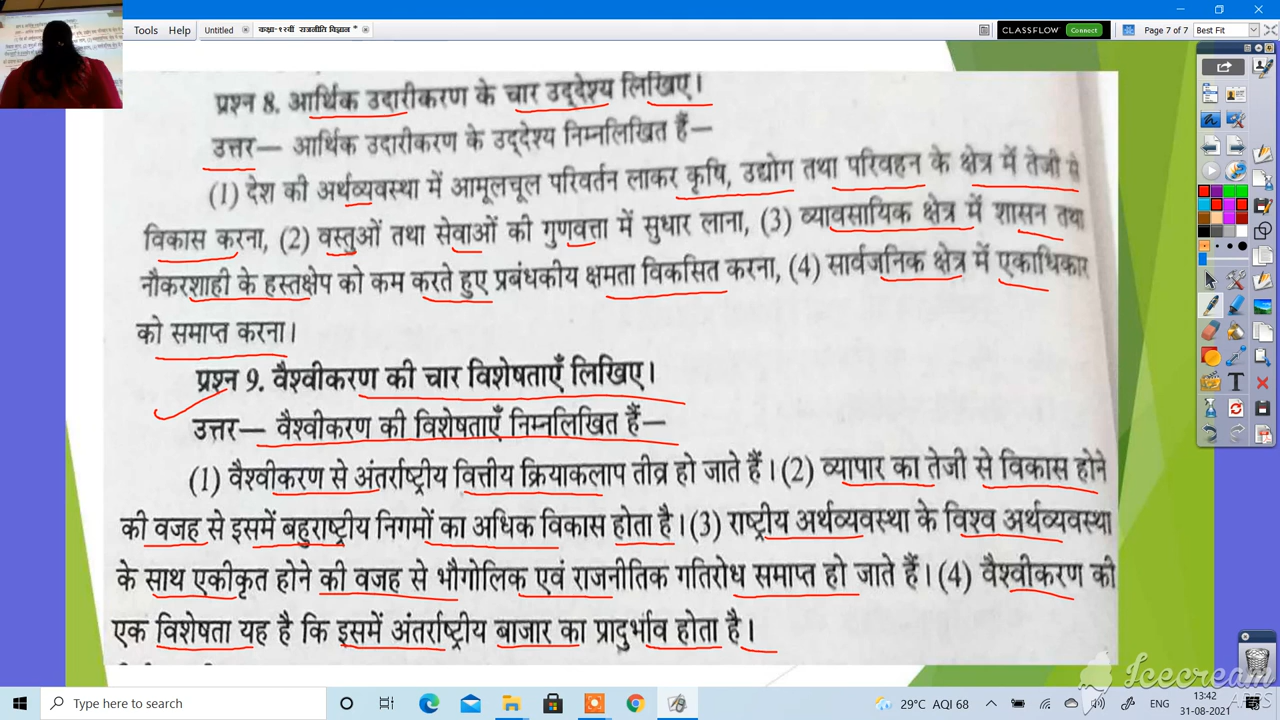 Tools Help Untitled कक्षा-१२वीं राजनीति विज्ञान * CLASSFLOW Connect Page 7 of 7 Best Fit
प्रश्न 8. आर्थिक उदारीकरण के चार उद्देश्य लिखिए।
उत्तर— आर्थिक उदारीकरण के उद्देश्य निम्नलिखित हैं—
(1) देश की अर्थव्यवस्था में आमूलचूल परिवर्तन लाकर कृषि, उद्योग तथा परिवहन के क्षेत्र में तेजी से
विकास करना, (2) वस्तुओं तथा सेवाओं की गुणवत्ता में सुधार लाना, (3) व्यावसायिक क्षेत्र में शासन तथा
नौकरशाही के हस्तक्षेप को कम करते हुए प्रबंधकीय क्षमता विकसित करना, (4) सार्वजनिक क्षेत्र में एकाधिकार
को समाप्त करना।
प्रश्न 9. वैश्वीकरण की चार विशेषताएँ लिखिए।
उत्तर— वैश्वीकरण की विशेषताएँ निम्नलिखित हैं—
(1) वैश्वीकरण से अंतर्राष्ट्रीय वित्तीय क्रियाकलाप तीव्र हो जाते हैं। (2) व्यापार का तेजी से विकास होने
की वजह से इसमें बहुराष्ट्रीय निगमों का अधिक विकास होता है। (3) राष्ट्रीय अर्थव्यवस्था के विश्व अर्थव्यवस्था
के साथ एकीकृत होने की वजह से भौगोलिक एवं राजनीतिक गतिरोध समाप्त हो जाते हैं। (4) वैश्वीकरण की
एक विशेषता यह है कि इसमें अंतर्राष्ट्रीय बाजार का प्रादुर्भाव होता है।
Icecream
APPS
Type here to search 29°C AQI 68 ENG 13:42
31-08-2021